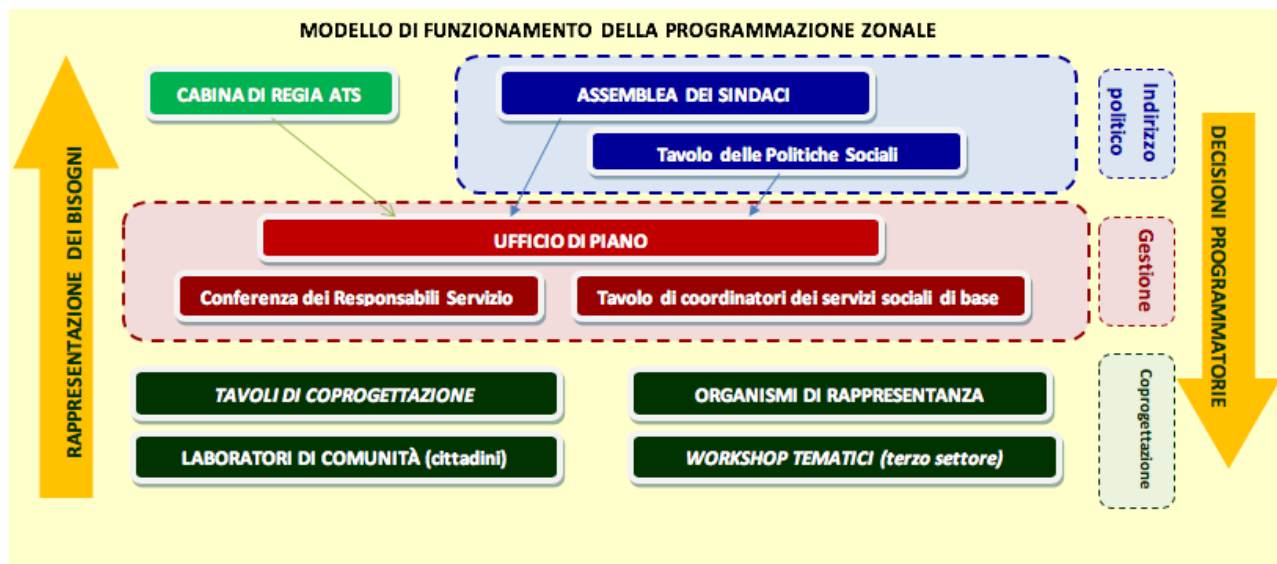 MODELLO DI FUNZIONAMENTO DELLA PROGRAMMAZIONE ZONALE
RAPPRESENTAZIONE DEI BISOGNI
CABINA DI REGIA ATS
ASSEMBLEA DEI SINDACI
Tavolo delle Politiche Sociali
Indirizzo
politico
UFFICIO DI PIANO
Conferenza dei Responsabili Servizio
Tavolo di coordinatori dei servizi sociali di base
Gestione
TAVOLI DI COPROGETTAZIONE
ORGANISMI DI RAPPRESENTANZA
LABORATORI DI COMUNITÀ (cittadini)
WORKSHOP TEMATICI (terzo settore)
Coprogettazione
DECISIONI PROGRAMMATORIE